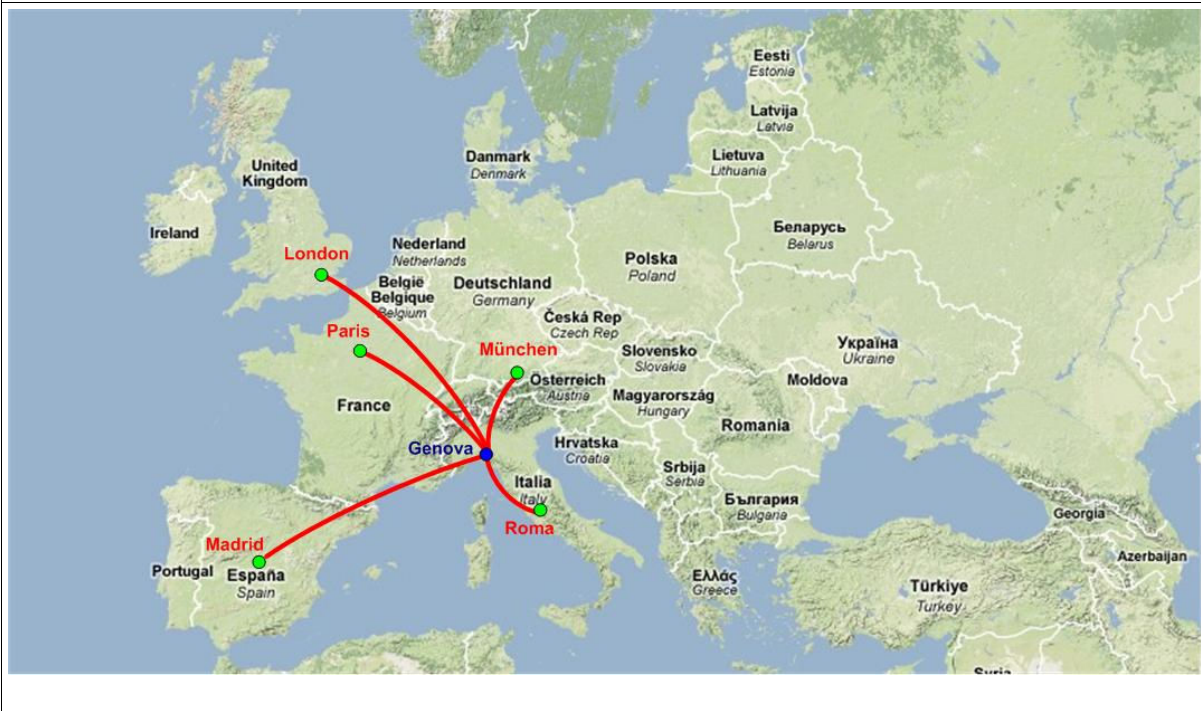 Eesti
Estonia
Latvija
Latvia
Danmark
Denmark
Lietuva
Lithuania
United
Kingdom
Ireland
Беларусь
Belarus
Nederland
Netherlands
London
Polska
Poland
België
Belgique
Belgium
Deutschland
Germany
Česká Rep
Czech Rep
Paris
München
Slovensko
Slovakia
Україна
Ukraine
Österreich
Austria
Magyarország
Hungary
Moldova
France
Romania
Genova
Hrvatska
Croatia
Srbija
Serbia
Italia
Italy
България
Bulgaria
Roma
Georgia
Madrid
Azerbaijan
Portugal
España
Spain
Ελλάς
Greece
Türkiye
Turkey
Syria